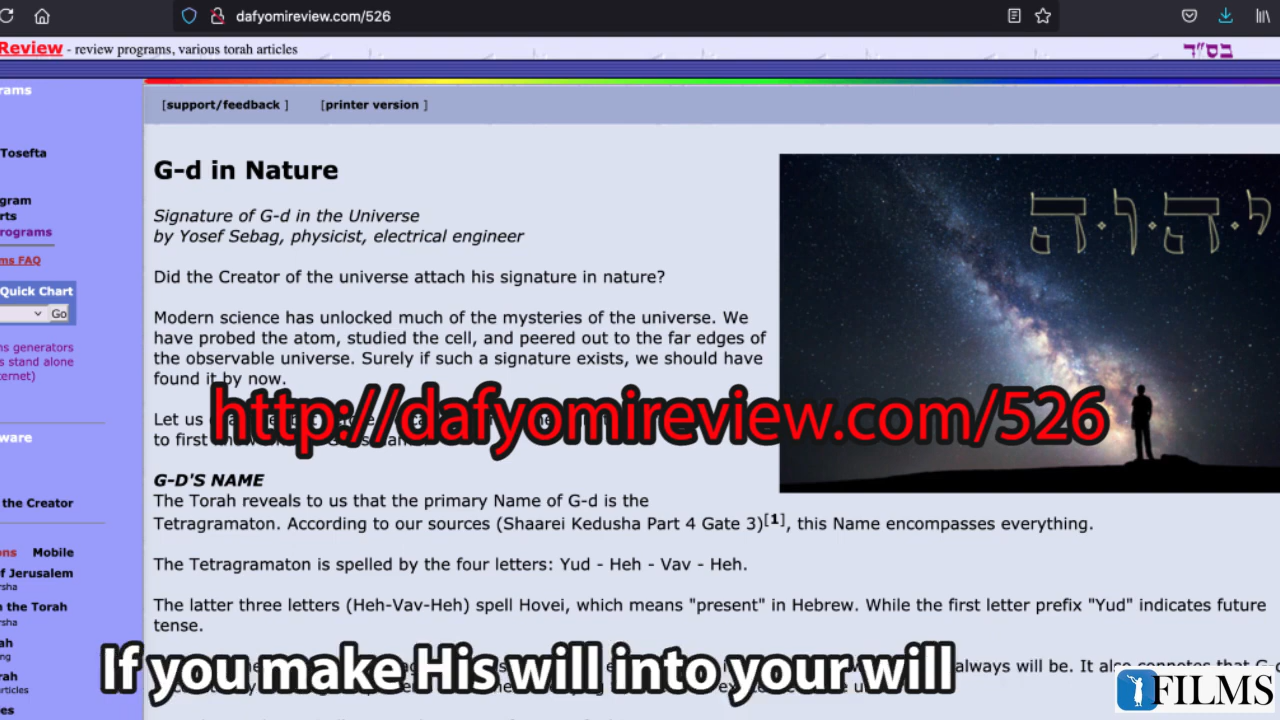 dafyomireview.com/526
Review - review programs, various torah articles
בס"ד
rams
[support/feedback ] [printer version ]
Tosefta
G-d in Nature
gram
rts
rograms
ms FAQ
Signature of G-d in the Universe
by Yosef Sebag, physicist, electrical engineer
י·ה·ו·ה
Did the Creator of the universe attach his signature in nature?
Quick Chart
Go
Modern science has unlocked much of the mysteries of the universe. We
have probed the atom, studied the cell, and peered out to the far edges of
the observable universe. Surely if such a signature exists, we should have
found it by now.
ns generators
s stand alone
ternet)
Let us
to first
http://dafyomireview.com/526
ware
G-D'S NAME
The Torah reveals to us that the primary Name of G-d is the
Tetragramaton. According to our sources (Shaarei Kedusha Part 4 Gate 3)[1], this Name encompasses everything.
the Creator
ons Mobile
The Tetragramaton is spelled by the four letters: Yud - Heh - Vav - Heh.
f Jerusalem
rsha
n the Torah
rsha
The latter three letters (Heh-Vav-Heh) spell Hovei, which means "present" in Hebrew. While the first letter prefix "Yud" indicates future
tense.
ah
ng
rah
articles
es
always will be. It also connotes that G-d
If you make His will into your will
FILMS